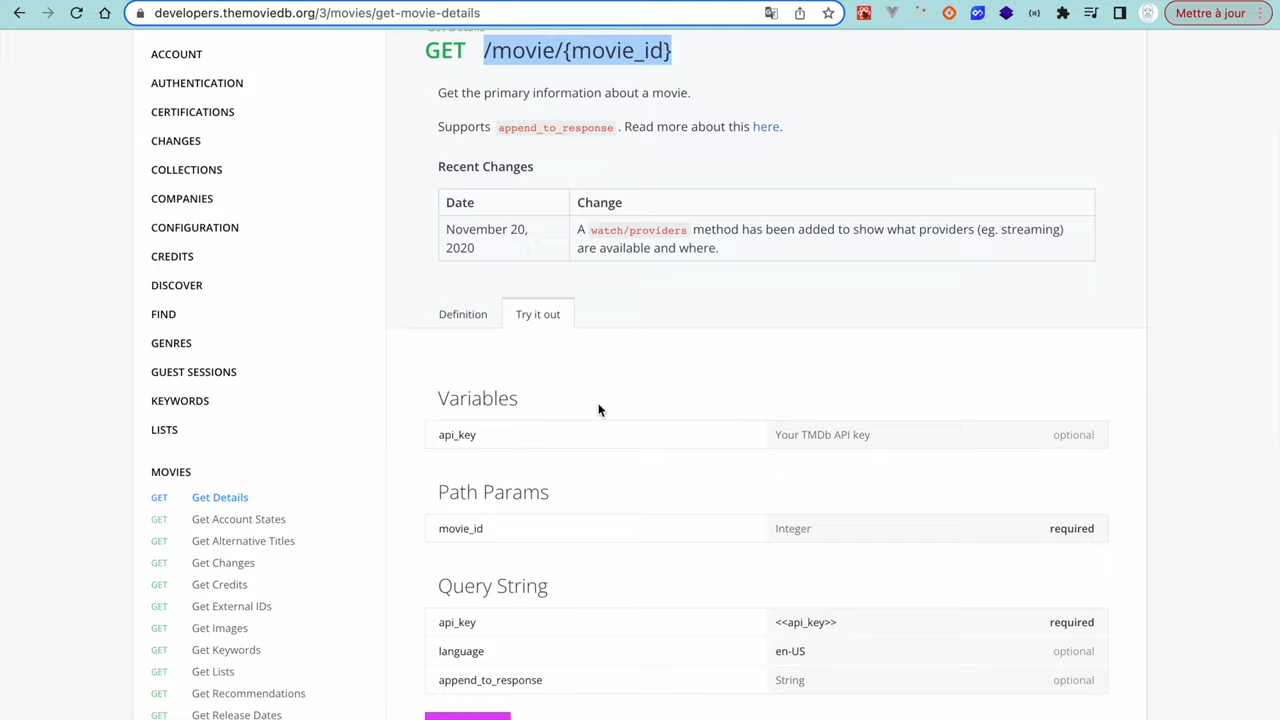 developers.themoviedb.org/3/movies/get-movie-details
Mettre à jour
ACCOUNT
AUTHENTICATION
CERTIFICATIONS
CHANGES
COLLECTIONS
COMPANIES
CONFIGURATION
CREDITS
DISCOVER
FIND
GENRES
GUEST SESSIONS
KEYWORDS
LISTS
MOVIES
GET Get Details
GET Get Account States
GET Get Alternative Titles
GET Get Changes
GET Get Credits
GET Get External IDs
GET Get Images
GET Get Keywords
GET Get Lists
GET Get Recommendations
GET Get Release Dates
Get Details
GET /movie/{movie_id}
Get the primary information about a movie.
Supports append_to_response . Read more about this here.
Recent Changes
Date Change
November 20, A watch/providers method has been added to show what providers (eg. streaming)
2020 are available and where.
Definition Try it out
Variables
api_key Your TMDb API key optional
Path Params
movie_id Integer required
Query String
api_key <<api_key>> required
language en-US optional
append_to_response String optional